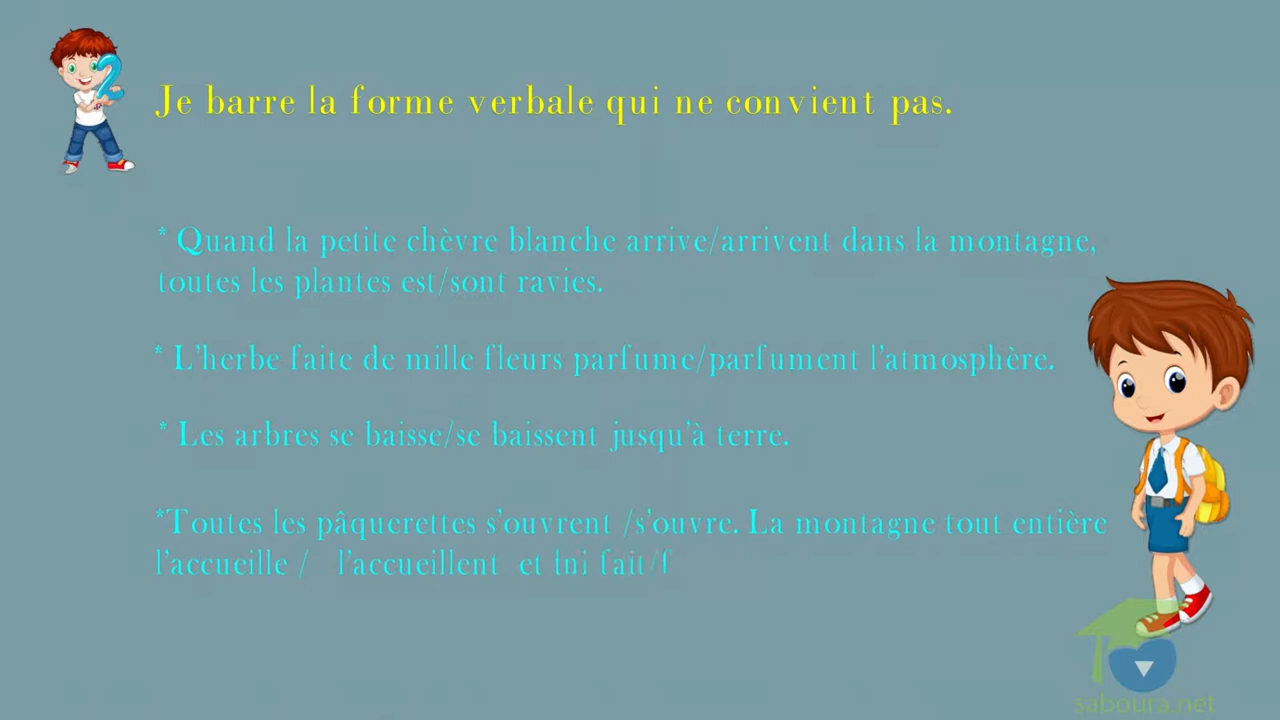 Je barre la forme verbale qui ne convient pas.
* Quand la petite chèvre blanche arrive/arrivent dans la montagne,
toutes les plantes est/sont ravies.
* L'herbe faite de mille fleurs parfume/parfument l'atmosphère.
* Les arbres se baisse/se baissent jusqu'à terre.
*Toutes les pâquerettes s'ouvrent /s'ouvre. La montagne tout entière
l'accueille / l'accueillent et lui fait/f
saboura.net